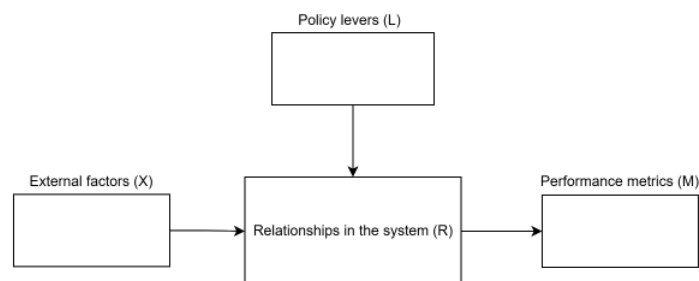 Policy levers (L)
External factors (X)
Relationships in the system (R)
Performance metrics (M)